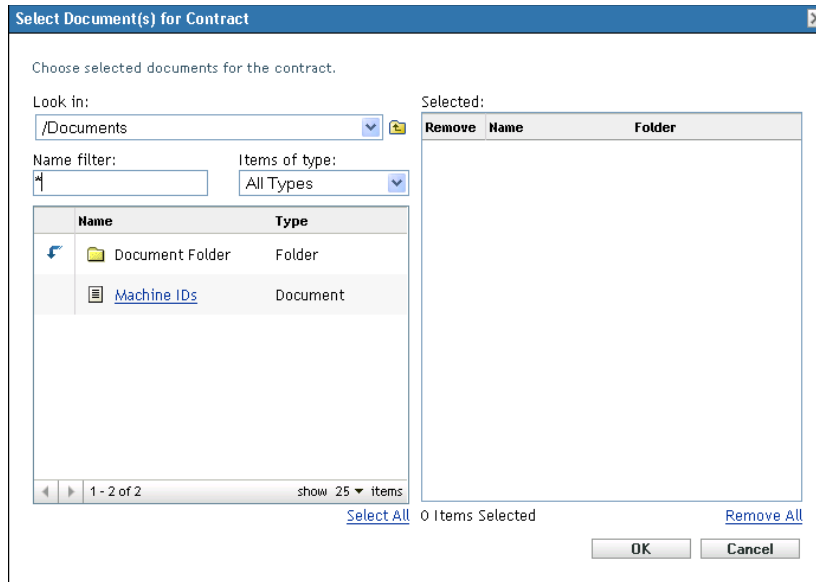 Select Document(s) for Contract
Choose selected documents for the contract.
Look in:
/Documents
Name filter:
Items of type:
*
All Types
Name Type
Document Folder Folder
Machine IDs Document
1 - 2 of 2
show 25 items
Select All
Selected:
Remove Name Folder
0 Items Selected
Remove All
OK
Cancel